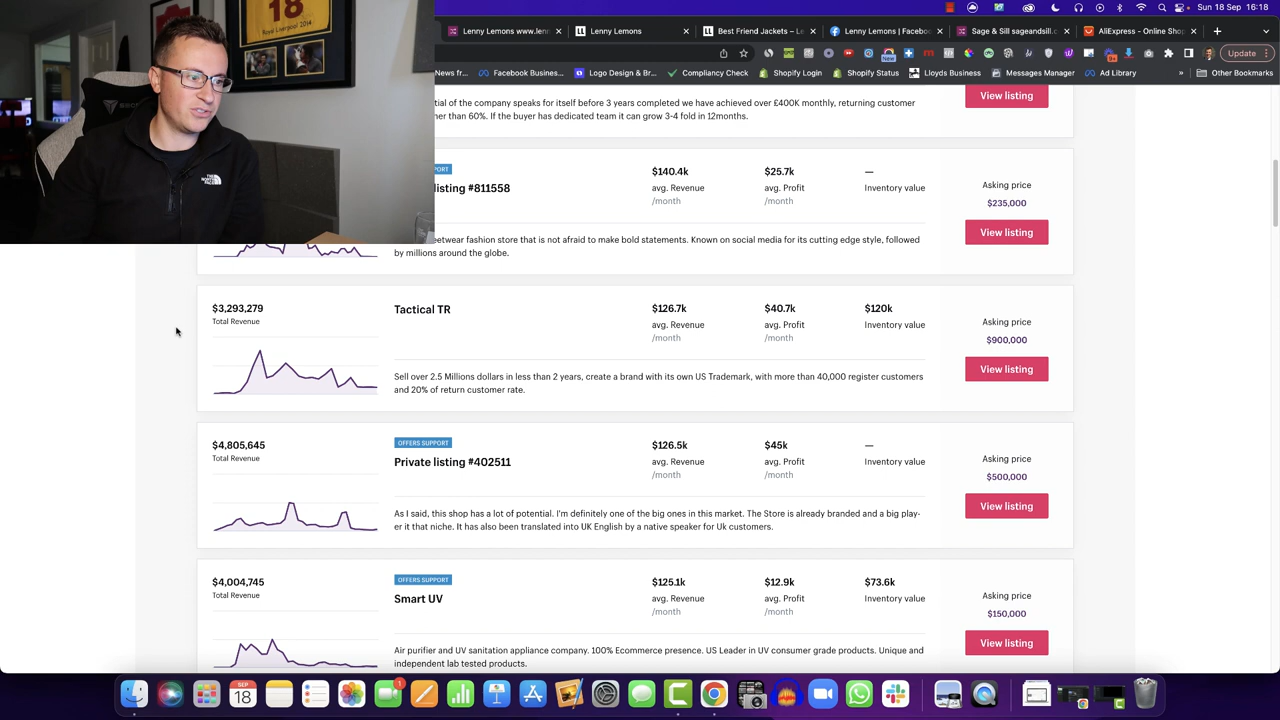 Sun 18 Sep 16:18
18
Royal Liverpool 2014
THE NORTH FACE
Lenny Lemons www.len
Lenny Lemons
Best Friend Jackets – Le
Lenny Lemons | Facebo
Sage & Sill sageandsill.c
AliExpress - Online Shop
New
Update
News fr...
Facebook Busines...
Logo Design & Br...
Compliancy Check
Shopify Login
Shopify Status
Lloyds Business
Messages Manager
Ad Library
»
Other Bookmarks
tial of the company speaks for itself before 3 years completed we have achieved over £400K monthly, returning customer
her than 60%. If the buyer has dedicated team it can grow 3-4 fold in 12months.
View listing
PORT
listing #811558
$140.4k
avg. Revenue
/month
$25.7k
avg. Profit
/month
—
Inventory value
Asking price
$235,000
View listing
eetwear fashion store that is not afraid to make bold statements. Known on social media for its cutting edge style, followed
by millions around the globe.
$3,293,279
Total Revenue
Tactical TR
$126.7k
avg. Revenue
/month
$40.7k
avg. Profit
/month
$120k
Inventory value
Asking price
$900,000
View listing
Sell over 2.5 Millions dollars in less than 2 years, create a brand with its own US Trademark, with more than 40,000 register customers
and 20% of return customer rate.
$4,805,645
Total Revenue
OFFERS SUPPORT
Private listing #402511
$126.5k
avg. Revenue
/month
$45k
avg. Profit
/month
—
Inventory value
Asking price
$500,000
View listing
As I said, this shop has a lot of potential. I'm definitely one of the big ones in this market. The Store is already branded and a big play-
er it that niche. It has also been translated into UK English by a native speaker for Uk customers.
$4,004,745
Total Revenue
OFFERS SUPPORT
Smart UV
$125.1k
avg. Revenue
/month
$12.9k
avg. Profit
/month
$73.6k
Inventory value
Asking price
$150,000
View listing
Air purifier and UV sanitation appliance company. 100% Ecommerce presence. US Leader in UV consumer grade products. Unique and
independent lab tested products.
SEP
18
1